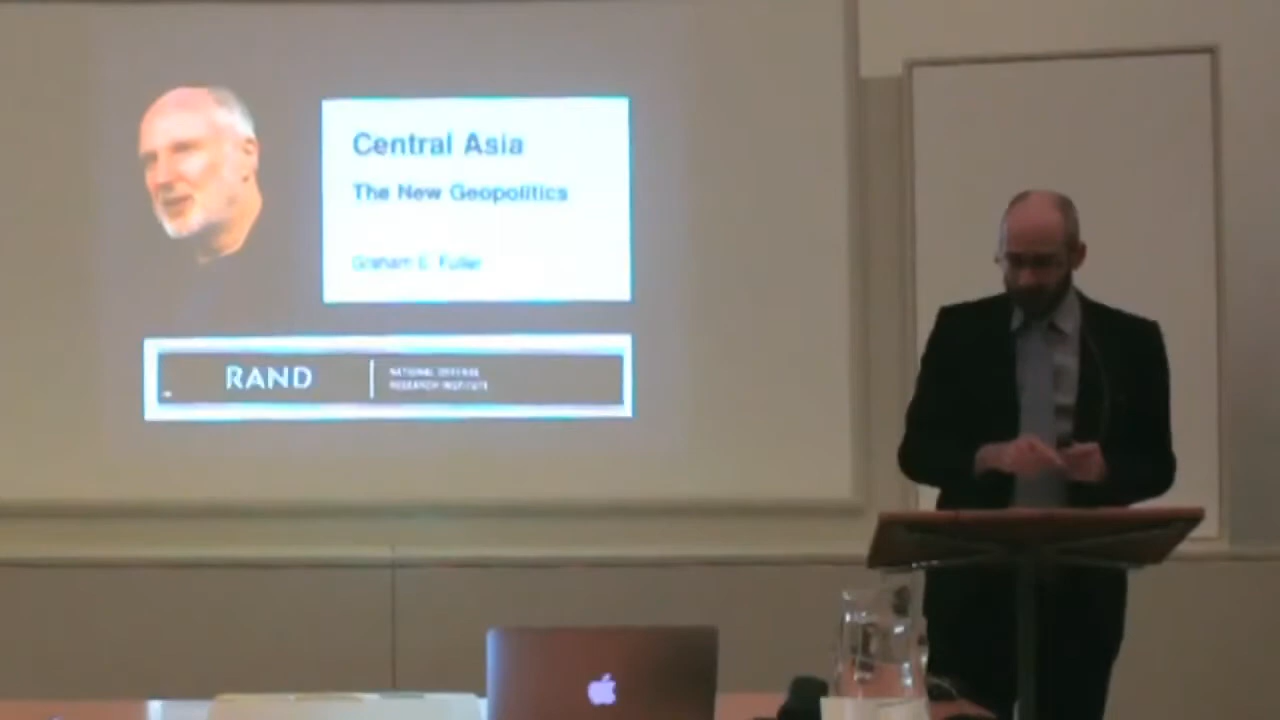 Central Asia
The New Geopolitics
Graham E. Fuller
RAND
NATIONAL DEFENSE
RESEARCH INSTITUTE